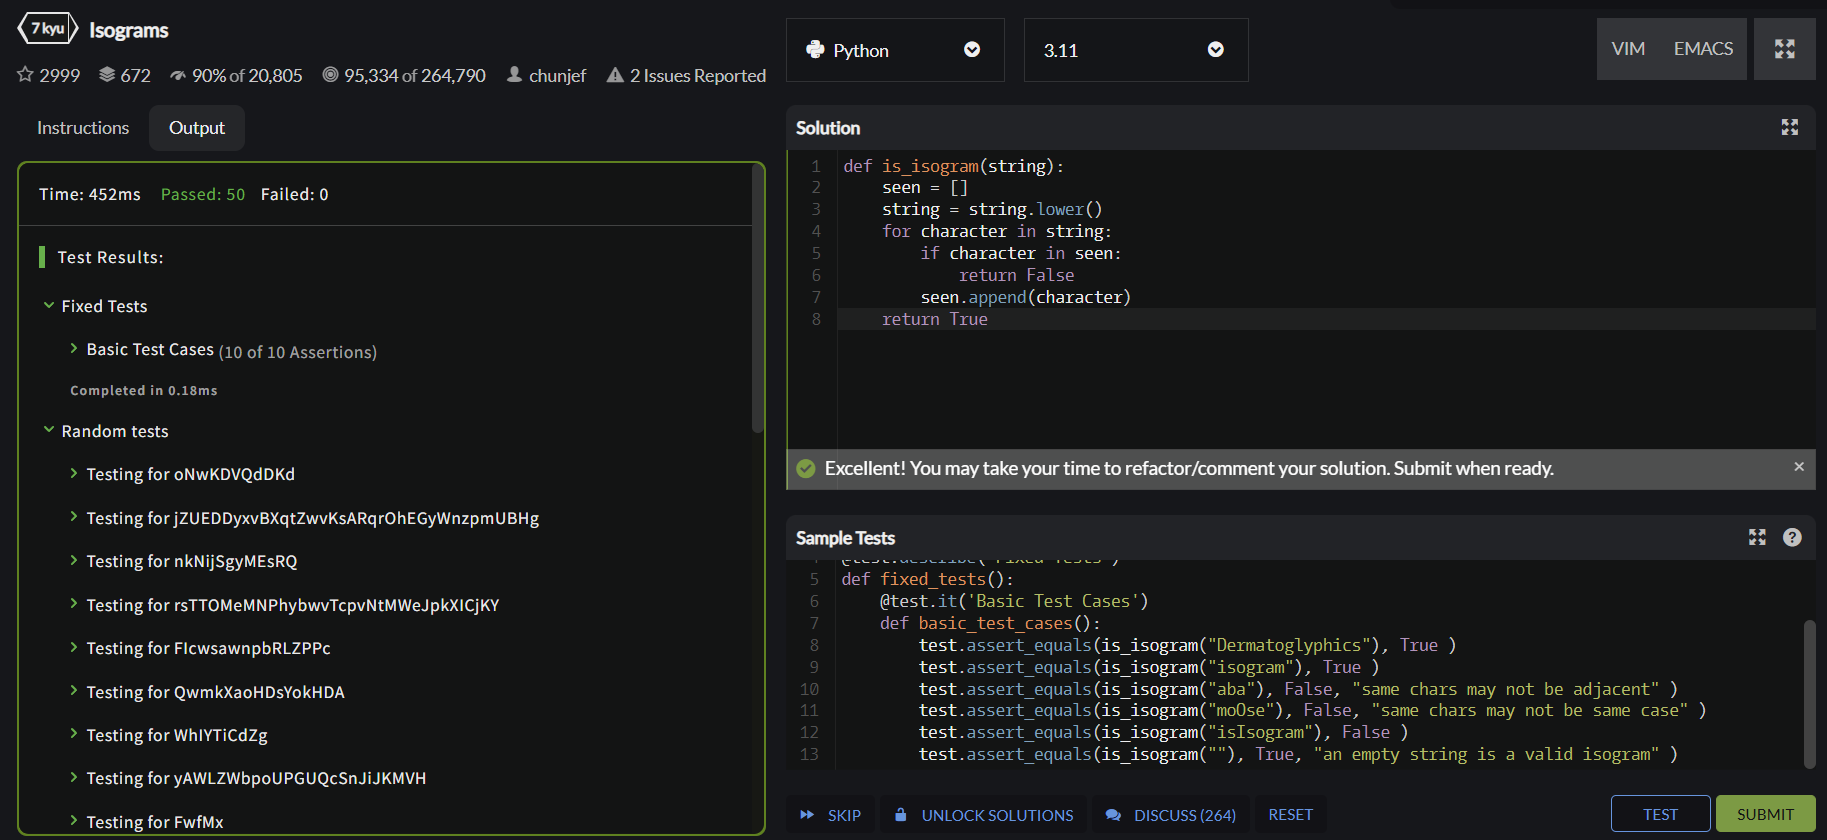 7 kyu Isograms
2999 672 90% of 20,805 95,334 of 264,790 chunjef 2 Issues Reported
Instructions Output
Time: 452ms Passed: 50 Failed: 0
Test Results:
Fixed Tests
Basic Test Cases (10 of 10 Assertions)
Completed in 0.18ms
Random tests
Testing for oNwKDVQdDKd
Testing for jZUEDDyxvBXqtZwvKsARqrOhEGyWnzpmUBHg
Testing for nkNijSgyMEsRQ
Testing for rsTTOMeMNPhybwvTcpvNtMWeJpkXICjKY
Testing for FIcwsawnpbRLZPPc
Testing for QwmkXaoHDsYokHDA
Testing for WhIYTiCdZg
Testing for yAWLZWbpoUPGUQcSnJiJKMVH
Testing for FwfMx
Python 3.11 VIM EMACS
Solution
1 def is_isogram(string):
2     seen = []
3     string = string.lower()
4     for character in string:
5         if character in seen:
6             return False
7         seen.append(character)
8     return True
Excellent! You may take your time to refactor/comment your solution. Submit when ready.
Sample Tests
4 @test.describe('Fixed Tests')
5 def fixed_tests():
6     @test.it('Basic Test Cases')
7     def basic_test_cases():
8         test.assert_equals(is_isogram("Dermatoglyphics"), True )
9         test.assert_equals(is_isogram("isogram"), True )
10         test.assert_equals(is_isogram("aba"), False, "same chars may not be adjacent" )
11         test.assert_equals(is_isogram("moOse"), False, "same chars may not be same case" )
12         test.assert_equals(is_isogram("isIsogram"), False )
13         test.assert_equals(is_isogram(""), True, "an empty string is a valid isogram" )
SKIP UNLOCK SOLUTIONS DISCUSS (264) RESET TEST SUBMIT